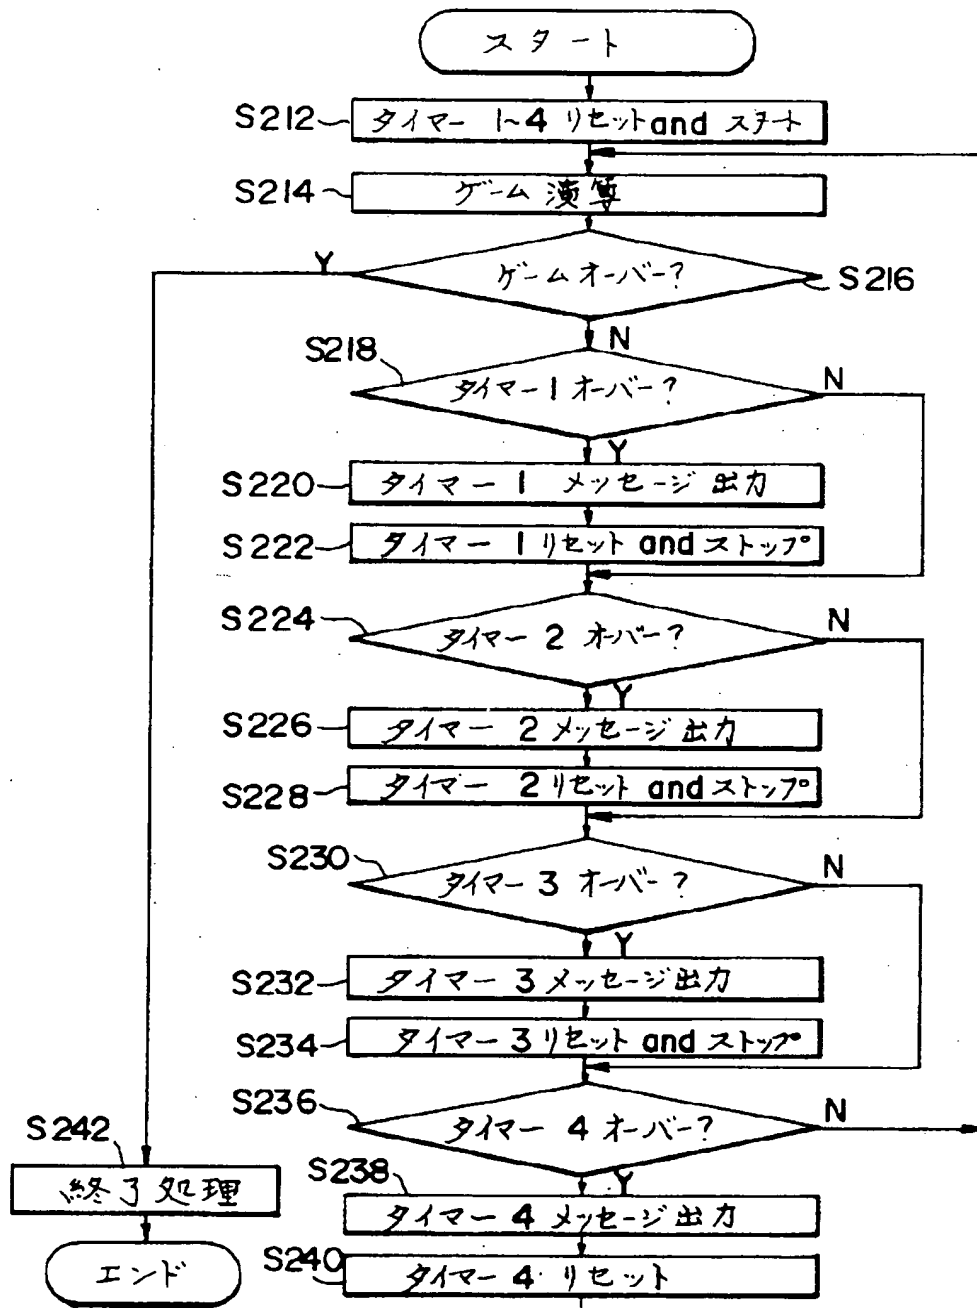 スタート
S212 タイマー 1~4 リセット and スタート
S214 ゲーム 演算
Y ゲームオーバー? S216
N
S218
タイマー1 オーバー? N
Y
S220 タイマー 1 メッセージ 出力
S222 タイマー 1 リセット and ストップ
S224 タイマー 2 オーバー? N
Y
S226 タイマー 2 メッセージ 出力
S228 タイマー 2 リセット and ストップ
S230 タイマー 3 オーバー? N
Y
S232 タイマー 3 メッセージ 出力
S234 タイマー 3 リセット and ストップ
S236 タイマー 4 オーバー? N
Y
S238
タイマー 4 メッセージ出力
S240 タイマー 4 リセット
S242
終了処理
エンド